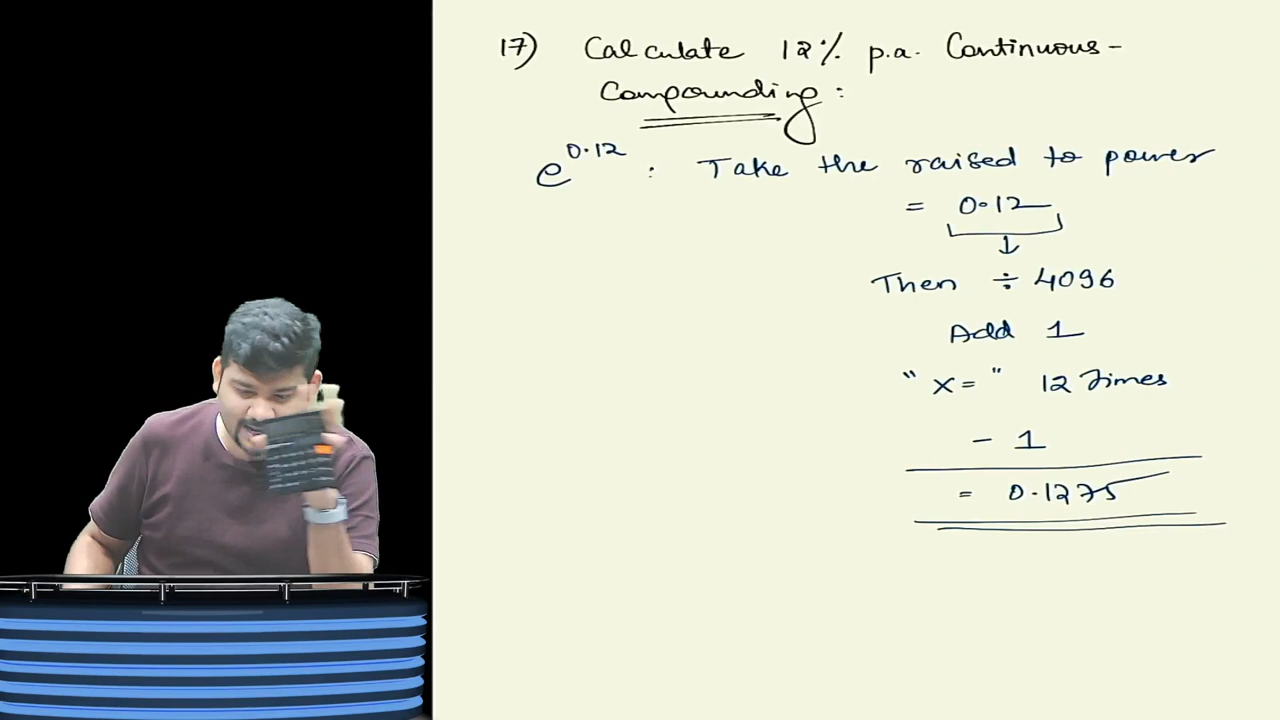 17) Calculate 12% p.a. Continuous-
Compounding:
e^0.12 : Take the raised to power
= 0.12
↓
Then ÷ 4096
Add 1
" x = " 12 Times
- 1
= 0.1275